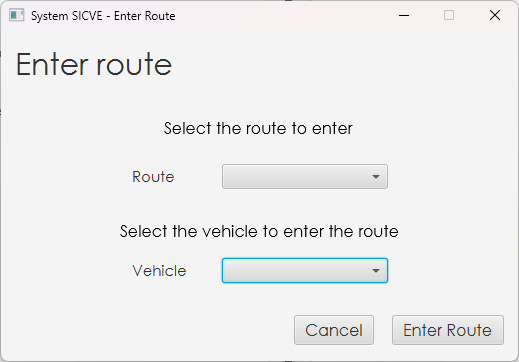 System SICVE - Enter Route
Enter route
Select the route to enter
Route
Select the vehicle to enter the route
Vehicle
Cancel
Enter Route